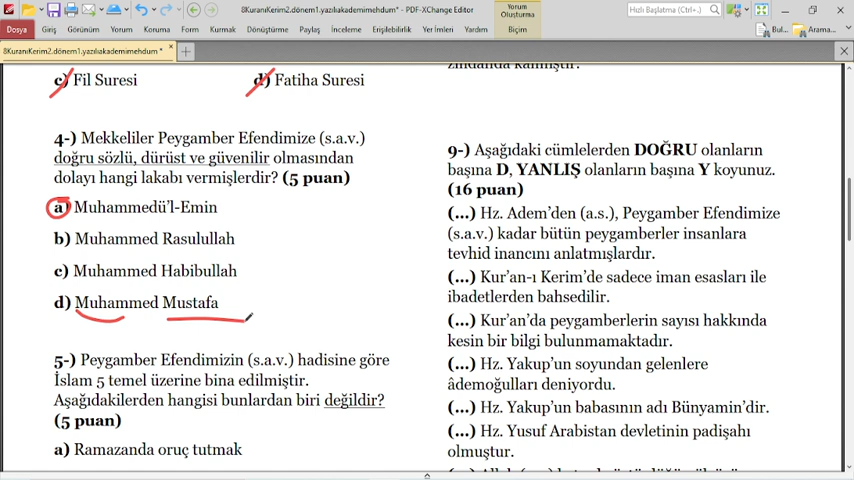 8KuranıKerim2.dönem1.yazılıakademimehdum * - PDF-XChange Editor
Yorum Oluşturma
Hızlı Başlatma (Ctrl+.)
Dosya Giriş Görünüm Düzenle Yorum Koruma Form Kurmak Dönüştürme Paylaş İnceleme Erişilebilirlik Yer İmleri Yardım Biçim
Bul... Arama...
8KuranıKerim2.dönem1.yazılıakademimehdum *
c) Fil Suresi
d) Fatiha Suresi
4-) Mekkeliler Peygamber Efendimize (s.a.v.)
doğru sözlü, dürüst ve güvenilir olmasından
dolayı hangi lakabı vermişlerdir? (5 puan)
a) Muhammedü'l-Emin
b) Muhammed Rasulullah
c) Muhammed Habibullah
d) Muhammed Mustafa
5-) Peygamber Efendimizin (s.a.v.) hadisine göre
İslam 5 temel üzerine bina edilmiştir.
Aşağıdakilerden hangisi bunlardan biri değildir?
(5 puan)
a) Ramazanda oruç tutmak
zindanda kalmıştır.
9-) Aşağıdaki cümlelerden DOĞRU olanların
başına D, YANLIŞ olanların başına Y koyunuz.
(16 puan)
(...) Hz. Adem'den (a.s.), Peygamber Efendimize
(s.a.v.) kadar bütün peygamberler insanlara
tevhid inancını anlatmışlardır.
(...) Kur'an-ı Kerim'de sadece iman esasları ile
ibadetlerden bahsedilir.
(...) Kur'an'da peygamberlerin sayısı hakkında
kesin bir bilgi bulunmamaktadır.
(...) Hz. Yakup'un soyundan gelenlere
âdemoğulları deniyordu.
(...) Hz. Yakup'un babasının adı Bünyamin'dir.
(...) Hz. Yusuf Arabistan devletinin padişahı
olmuştur.